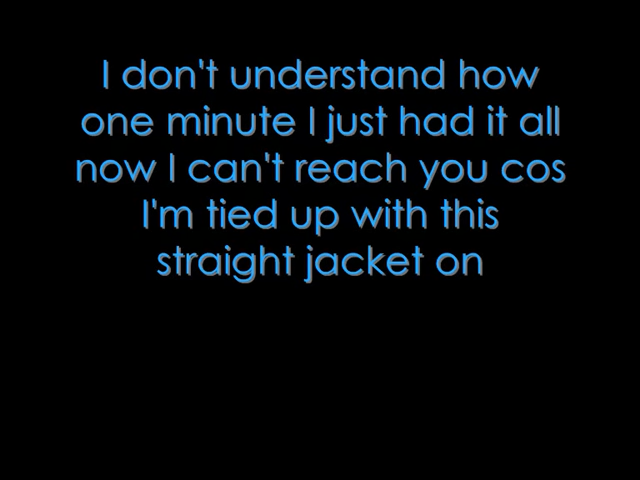 I don't understand how
one minute I just had it all
now I can't reach you cos
I'm tied up with this
straight jacket on